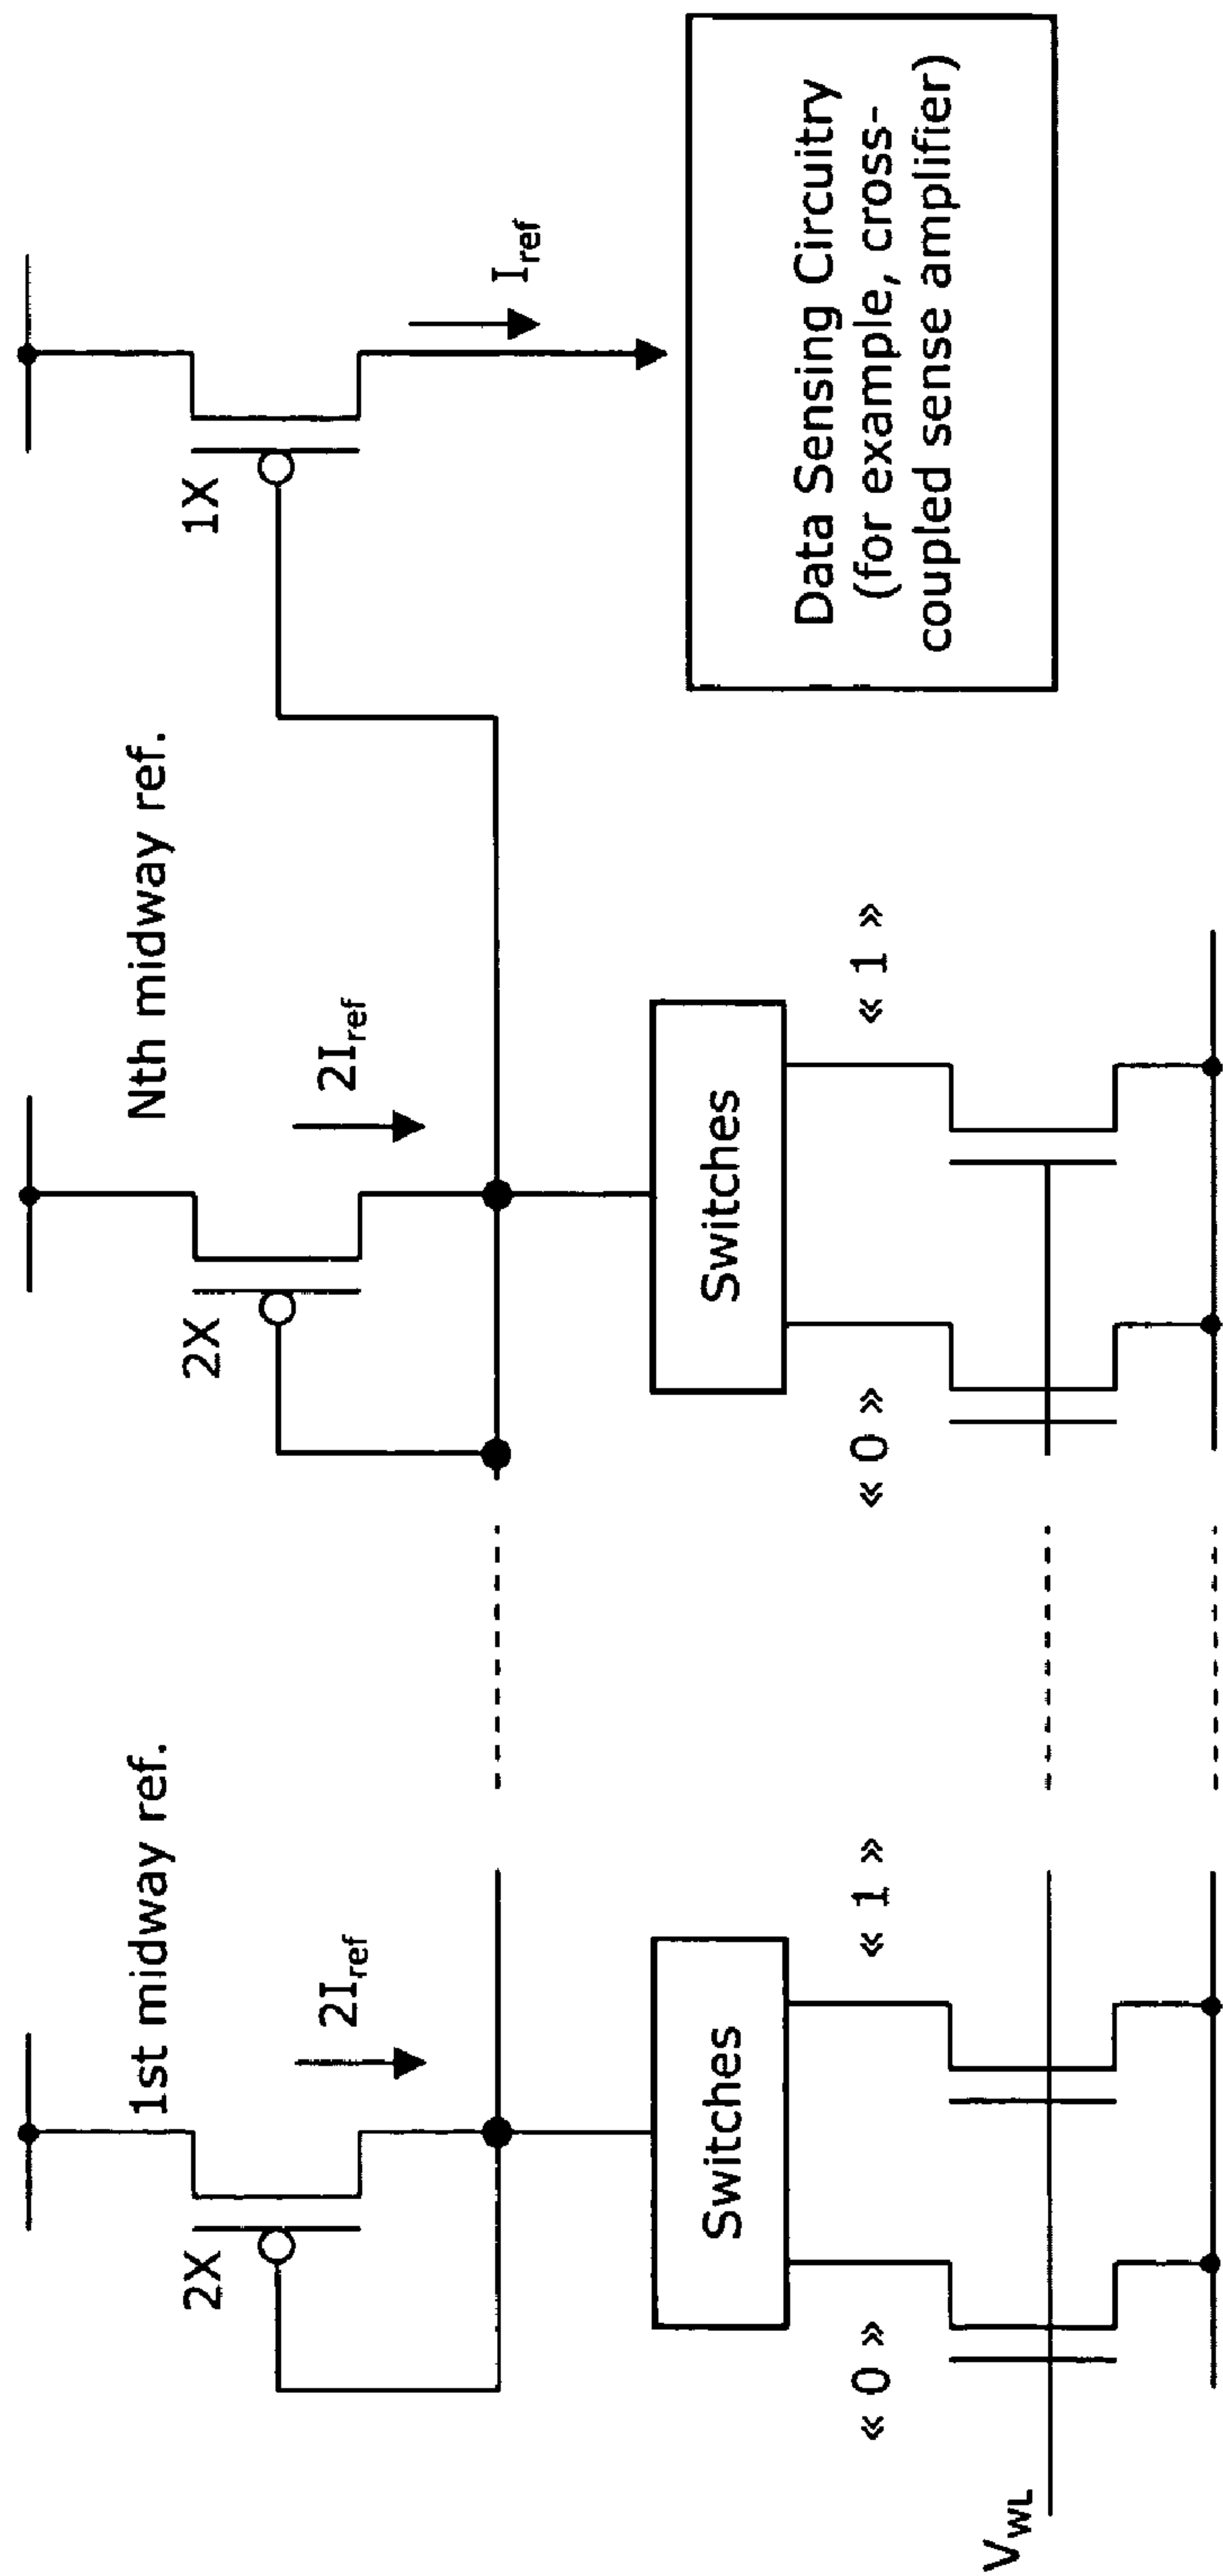 1st midway ref.
Nth midway ref.
2X
2I_ref
2X
2I_ref
1X
I_ref
Switches
Switches
Data Sensing Circuitry
(for example, cross-
coupled sense amplifier)
« 0 »
« 1 »
« 0 »
« 1 »
V_WL